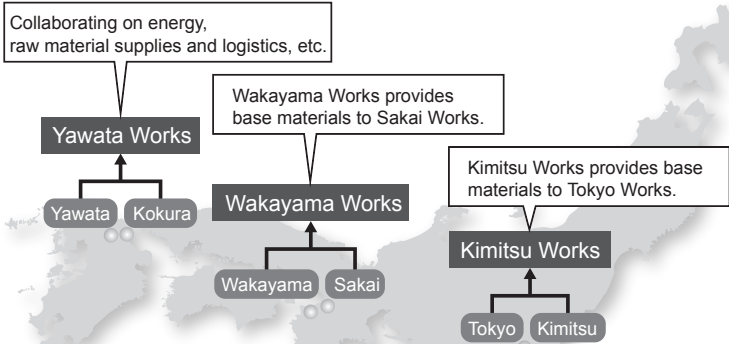 Collaborating on energy,
raw material supplies and logistics, etc.
Yawata Works
Yawata
Kokura
Wakayama Works provides
base materials to Sakai Works.
Wakayama Works
Wakayama
Sakai
Kimitsu Works provides base
materials to Tokyo Works.
Kimitsu Works
Tokyo
Kimitsu